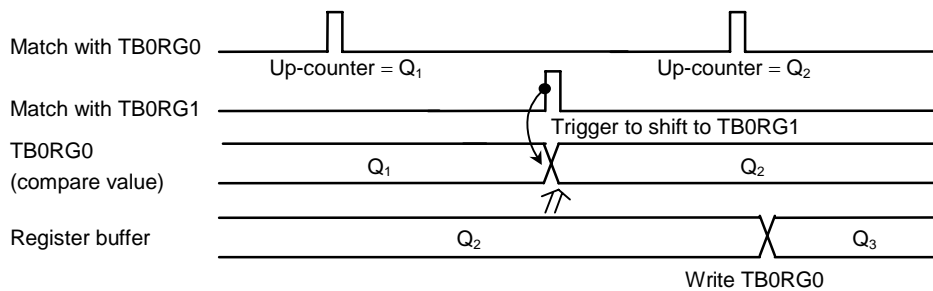 Match with TB0RG0
Up-counter = Q₁
Up-counter = Q₂
Match with TB0RG1
Trigger to shift to TB0RG1
TB0RG0
(compare value)
Q₁
Q₂
Register buffer
Q₂
Q₃
Write TB0RG0